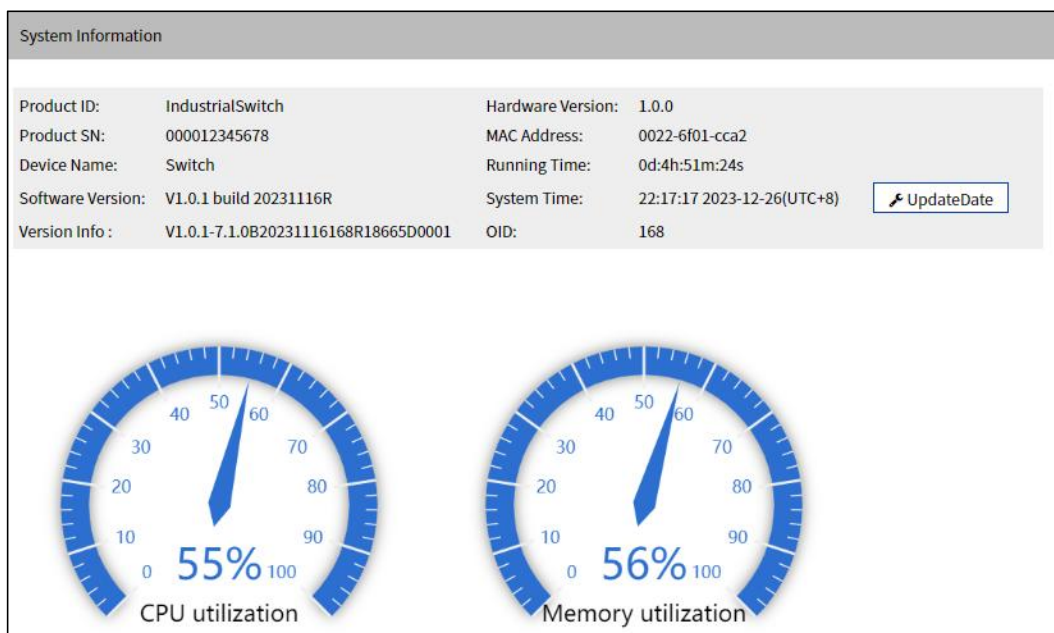 System Information
Product ID: IndustrialSwitch Hardware Version: 1.0.0
Product SN: 000012345678 MAC Address: 0022-6f01-cca2
Device Name: Switch Running Time: 0d:4h:51m:24s
Software Version: V1.0.1 build 20231116R System Time: 22:17:17 2023-12-26(UTC+8) UpdateDate
Version Info : V1.0.1-7.1.0B20231116168R18665D0001 OID: 168
0 10 20 30 40 50 60 70 80 90 100
55%
CPU utilization
0 10 20 30 40 50 60 70 80 90 100
56%
Memory utilization